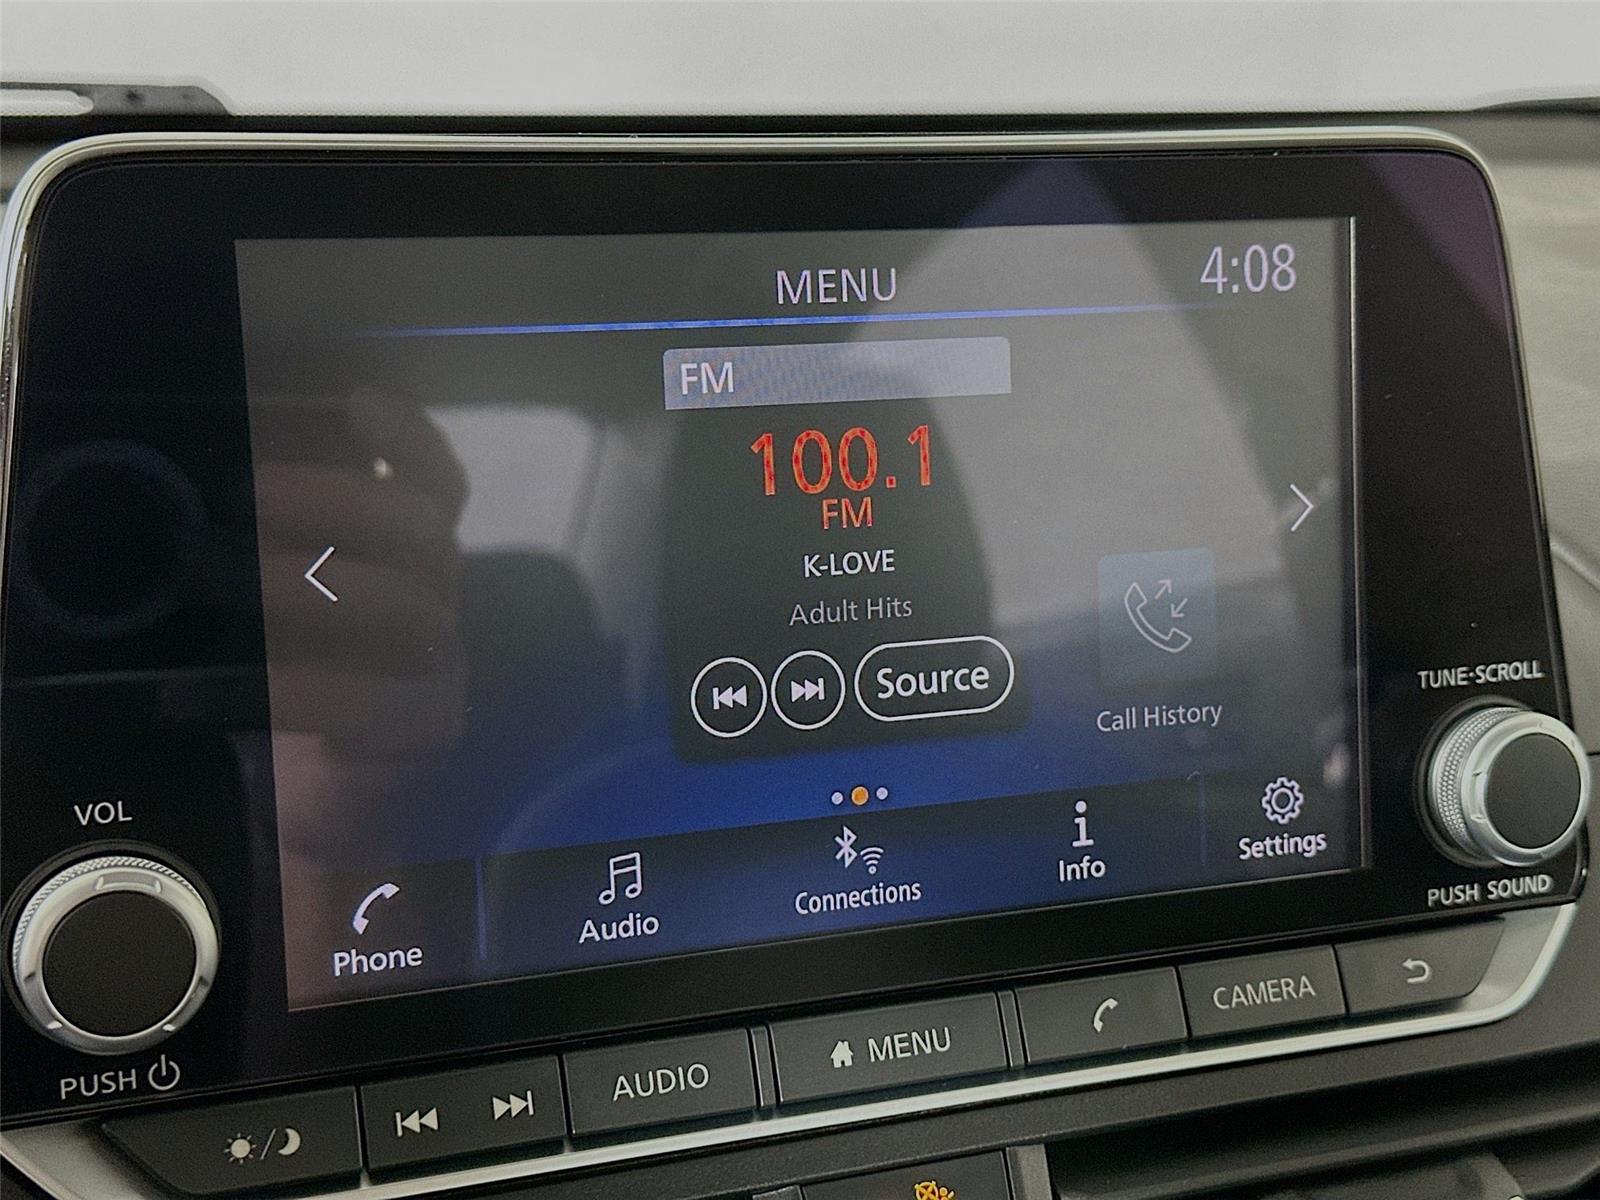 MENU
4:08
FM
100.1
FM
K-LOVE
Adult Hits
Source
Call History
TUNE·SCROLL
VOL
Phone
Audio
Connections
Info
Settings
PUSH SOUND
PUSH
AUDIO
MENU
CAMERA